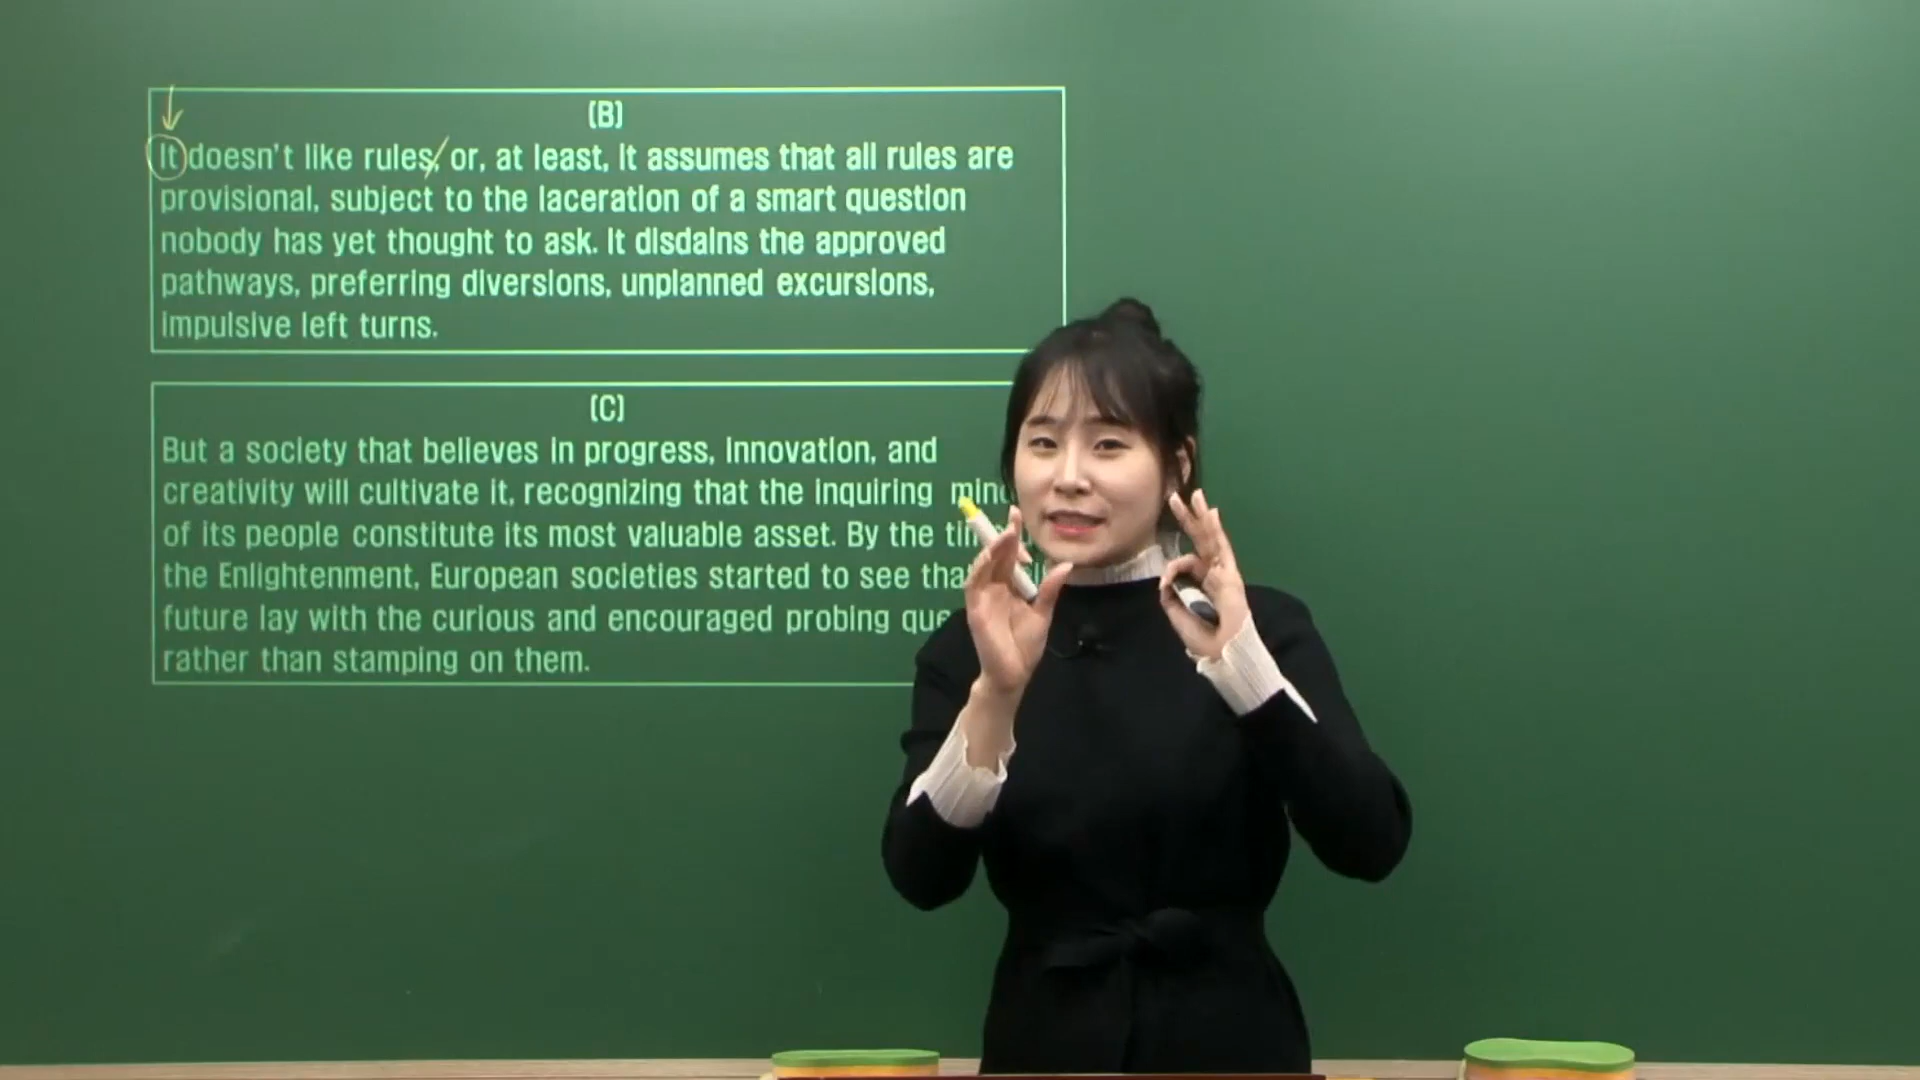 (B)
It doesn't like rules, or, at least, it assumes that all rules are
provisional, subject to the laceration of a smart question
nobody has yet thought to ask. It disdains the approved
pathways, preferring diversions, unplanned excursions,
impulsive left turns.
(C)
But a society that believes in progress, innovation, and
creativity will cultivate it, recognizing that the inquiring
of its people constitute its most valuable asset. By the
the Enlightenment, European societies started to see
future lay with the curious and encouraged probing
rather than stamping on them.